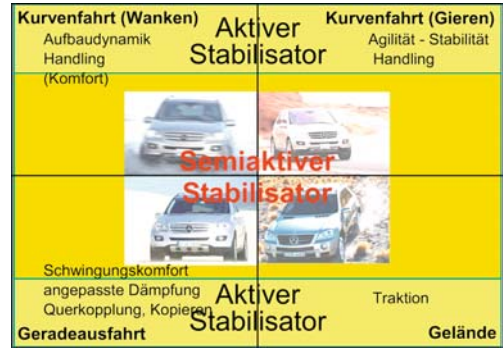 Kurvenfahrt (Wanken)
Aufbaudynamik
Handling
(Komfort)
Aktiver
Stabilisator
Kurvenfahrt (Gieren)
Agilität - Stabilität
Handling
Semiaktiver
Stabilisator
Schwingungskomfort
angepasste Dämpfung
Querkopplung, Kopieren
Geradeausfahrt
Aktiver
Stabilisator
Traktion
Gelände